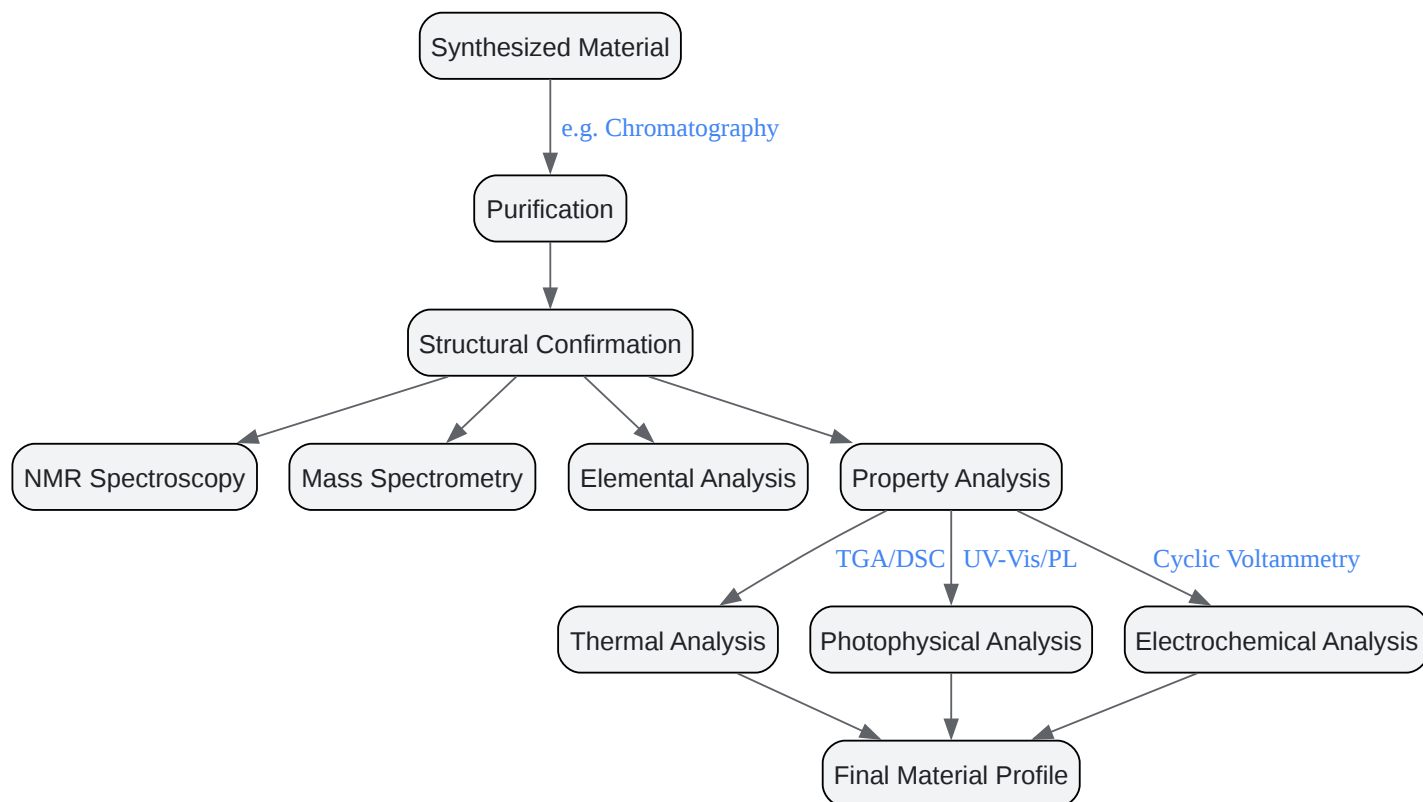 Synthesized Material
e.g. Chromatography
Purification
Structural Confirmation
NMR Spectroscopy
Mass Spectrometry
Elemental Analysis
Property Analysis
TGA/DSC
UV-Vis/PL
Cyclic Voltammetry
Thermal Analysis
Photophysical Analysis
Electrochemical Analysis
Final Material Profile